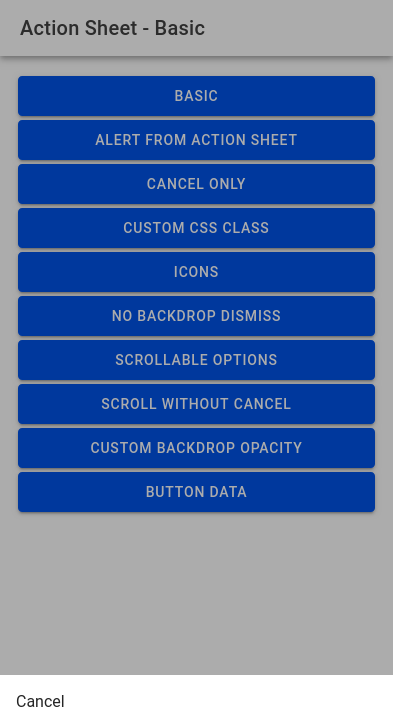 Action Sheet - Basic
BASIC
ALERT FROM ACTION SHEET
CANCEL ONLY
CUSTOM CSS CLASS
ICONS
NO BACKDROP DISMISS
SCROLLABLE OPTIONS
SCROLL WITHOUT CANCEL
CUSTOM BACKDROP OPACITY
BUTTON DATA
Cancel